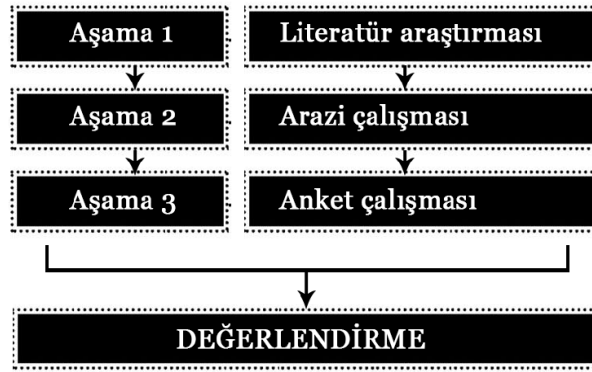 Aşama 1
Literatür araştırması
Aşama 2
Arazi çalışması
Aşama 3
Anket çalışması
DEĞERLENDİRME